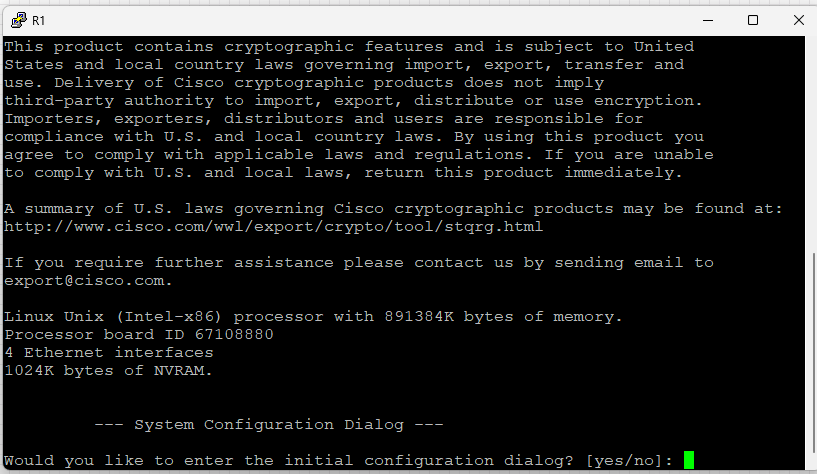 R1
This product contains cryptographic features and is subject to United
States and local country laws governing import, export, transfer and
use. Delivery of Cisco cryptographic products does not imply
third-party authority to import, export, distribute or use encryption.
Importers, exporters, distributors and users are responsible for
compliance with U.S. and local country laws. By using this product you
agree to comply with applicable laws and regulations. If you are unable
to comply with U.S. and local laws, return this product immediately.
A summary of U.S. laws governing Cisco cryptographic products may be found at:
http://www.cisco.com/wwl/export/crypto/tool/stqrg.html
If you require further assistance please contact us by sending email to
export@cisco.com.
Linux Unix (Intel-x86) processor with 891384K bytes of memory.
Processor board ID 67108880
4 Ethernet interfaces
1024K bytes of NVRAM.
--- System Configuration Dialog ---
Would you like to enter the initial configuration dialog? [yes/no]: